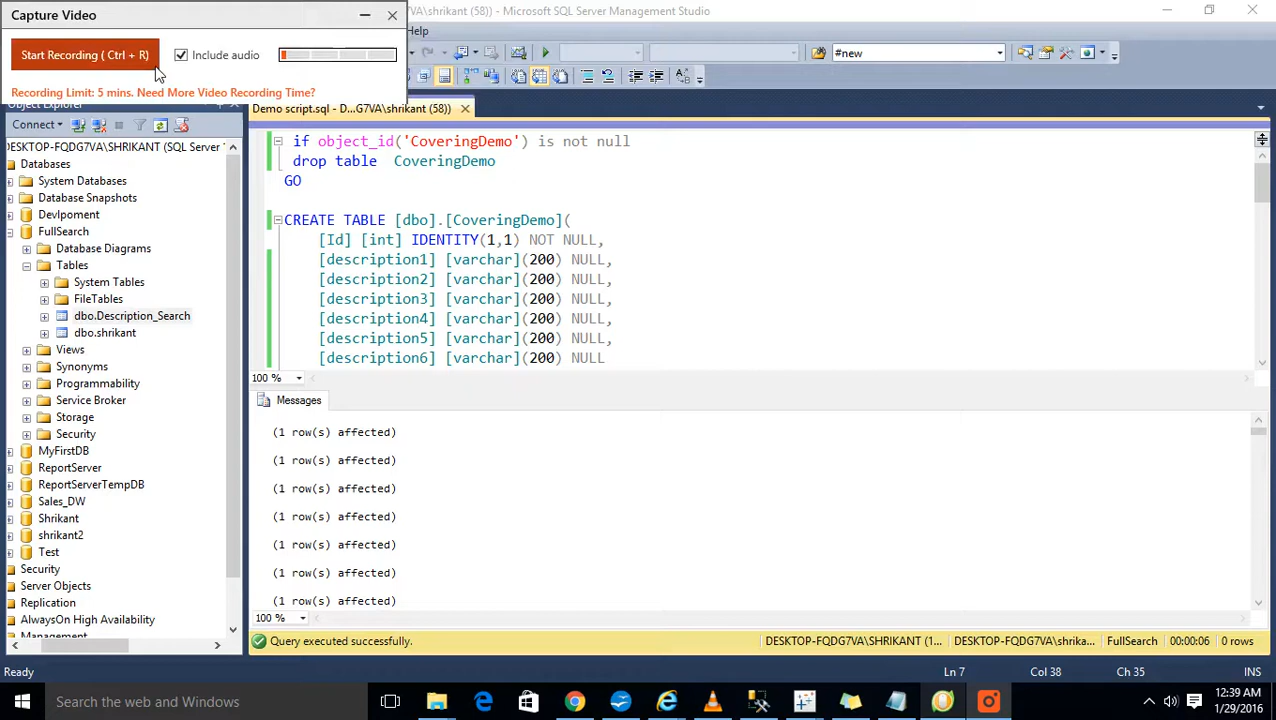 Capture Video
shrikant (58)) - Microsoft SQL Server Management Studio
Help
Start Recording ( Ctrl + R)
Include audio
#new
Recording Limit: 5 mins. Need More Video Recording Time?
Object Explorer
Demo script.sql - D...G7VA\shrikant (58))
Connect
DESKTOP-FQDG7VA\SHRIKANT (SQL Server
Databases
System Databases
Database Snapshots
Devlpoment
FullSearch
Database Diagrams
Tables
System Tables
FileTables
dbo.Description_Search
dbo.shrikant
Views
Synonyms
Programmability
Service Broker
Storage
Security
MyFirstDB
ReportServer
ReportServerTempDB
Sales_DW
Shrikant
shrikant2
Test
Security
Server Objects
Replication
AlwaysOn High Availability
Management
if object_id('CoveringDemo') is not null
drop table CoveringDemo
GO
CREATE TABLE [dbo].[CoveringDemo](
[Id] [int] IDENTITY(1,1) NOT NULL,
[description1] [varchar](200) NULL,
[description2] [varchar](200) NULL,
[description3] [varchar](200) NULL,
[description4] [varchar](200) NULL,
[description5] [varchar](200) NULL,
[description6] [varchar](200) NULL
100 %
Messages
(1 row(s) affected)
(1 row(s) affected)
(1 row(s) affected)
(1 row(s) affected)
(1 row(s) affected)
(1 row(s) affected)
(1 row(s) affected)
100 %
Query executed successfully.
DESKTOP-FQDG7VA\SHRIKANT (1...
DESKTOP-FQDG7VA\shrika...
FullSearch
00:00:06
0 rows
Ready
Ln 7
Col 38
Ch 35
INS
Search the web and Windows
12:39 AM
1/29/2016